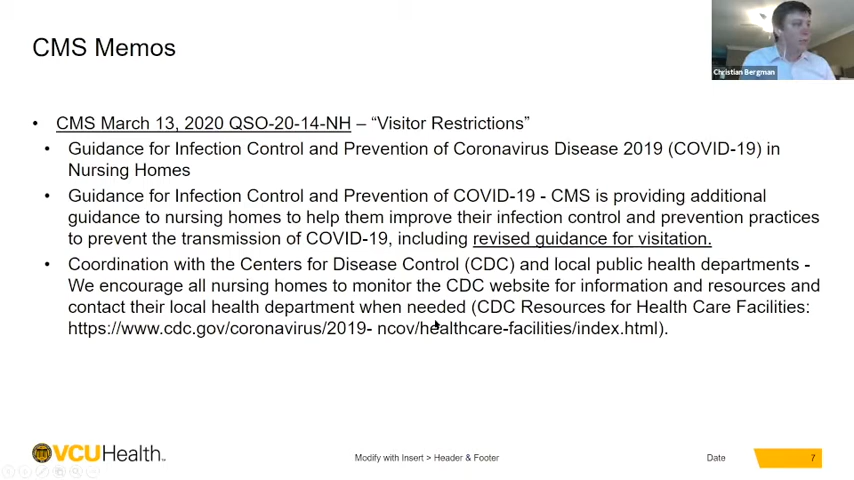 CMS Memos
Christian Bergman
• CMS March 13, 2020 QSO-20-14-NH – “Visitor Restrictions”
• Guidance for Infection Control and Prevention of Coronavirus Disease 2019 (COVID-19) in
Nursing Homes
• Guidance for Infection Control and Prevention of COVID-19 - CMS is providing additional
guidance to nursing homes to help them improve their infection control and prevention practices
to prevent the transmission of COVID-19, including revised guidance for visitation.
• Coordination with the Centers for Disease Control (CDC) and local public health departments -
We encourage all nursing homes to monitor the CDC website for information and resources and
contact their local health department when needed (CDC Resources for Health Care Facilities:
https://www.cdc.gov/coronavirus/2019- ncov/healthcare-facilities/index.html).
VCUHealth™
Modify with Insert > Header & Footer
Date
7